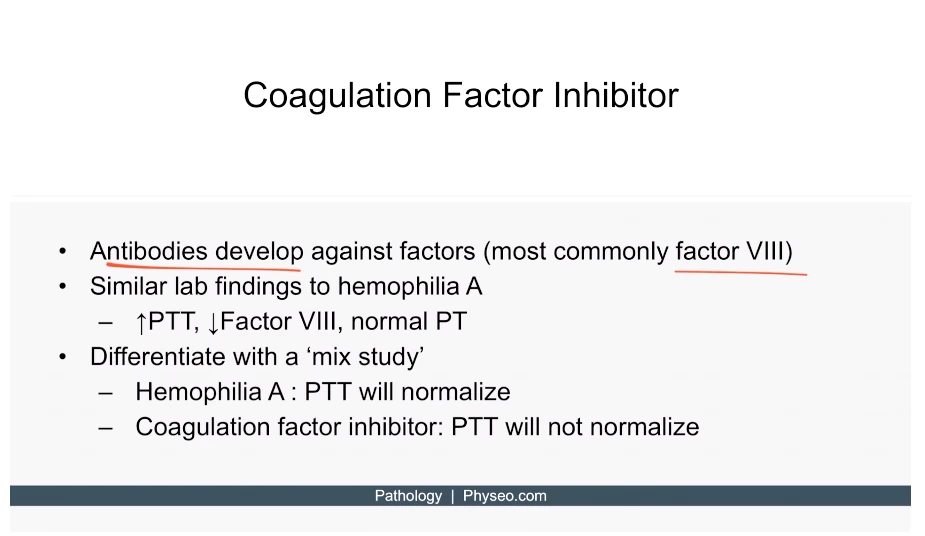 Coagulation Factor Inhibitor
• Antibodies develop against factors (most commonly factor VIII)
• Similar lab findings to hemophilia A
– ↑PTT, ↓Factor VIII, normal PT
• Differentiate with a ‘mix study’
– Hemophilia A : PTT will normalize
– Coagulation factor inhibitor: PTT will not normalize
Pathology | Physeo.com